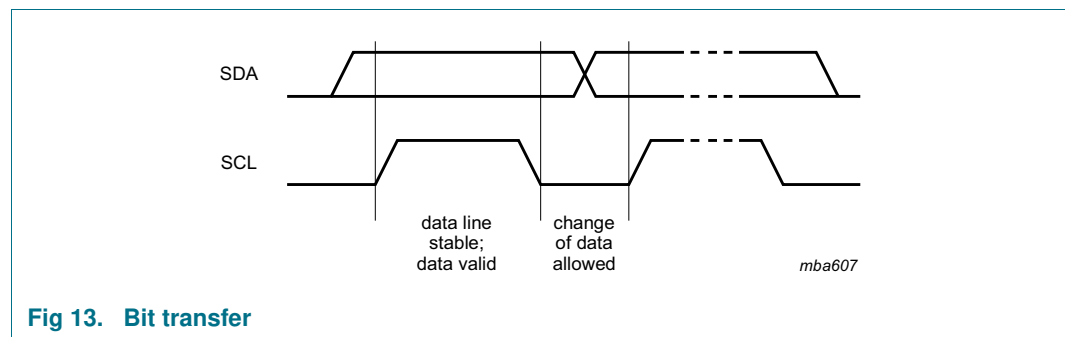 SDA
SCL
data line
stable;
data valid
change
of data
allowed
mba607
Fig 13. Bit transfer